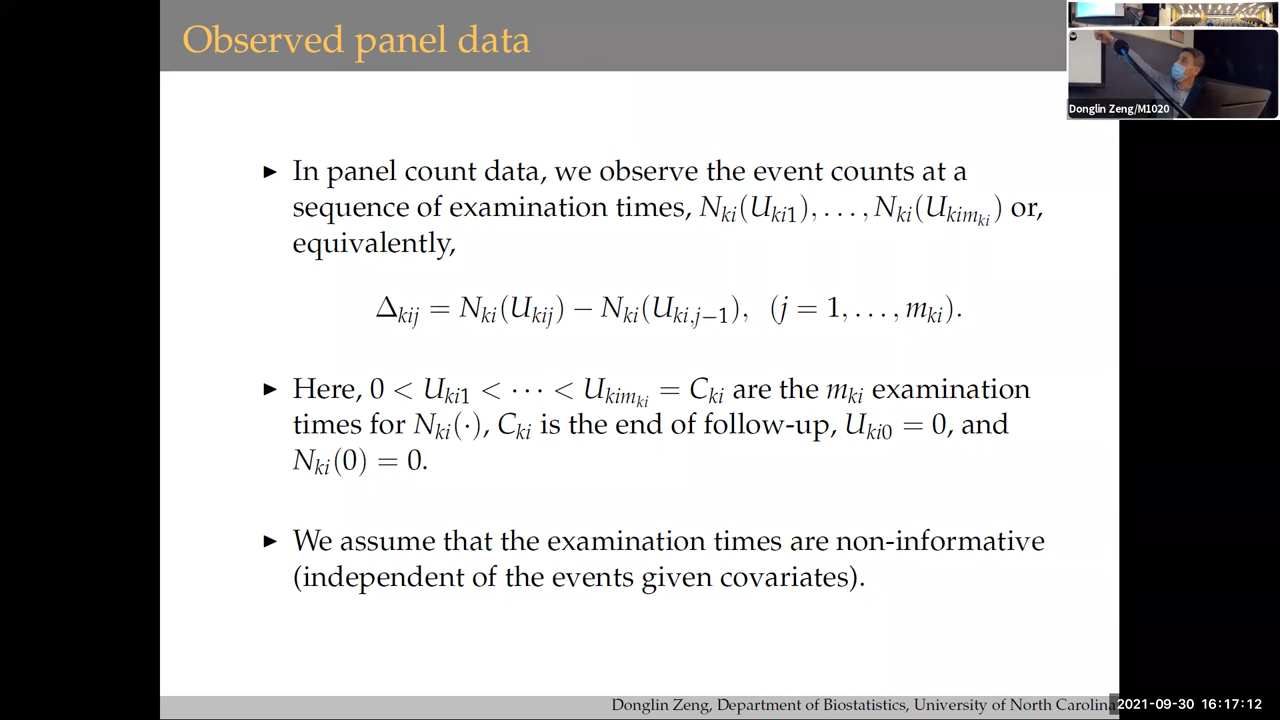 Observed panel data
Donglin Zeng/M1020
▶ In panel count data, we observe the event counts at a
sequence of examination times, N_{ki}(U_{ki1}), . . . , N_{ki}(U_{kim_{ki}}) or,
equivalently,
Δ_{kij} = N_{ki}(U_{kij}) − N_{ki}(U_{ki,j−1}), (j = 1, . . . , m_{ki}).
▶ Here, 0 < U_{ki1} < · · · < U_{kim_{ki}} = C_{ki} are the m_{ki} examination
times for N_{ki}(·), C_{ki} is the end of follow-up, U_{ki0} = 0, and
N_{ki}(0) = 0.
▶ We assume that the examination times are non-informative
(independent of the events given covariates).
Donglin Zeng, Department of Biostatistics, University of North Carolina
2021-09-30 16:17:12